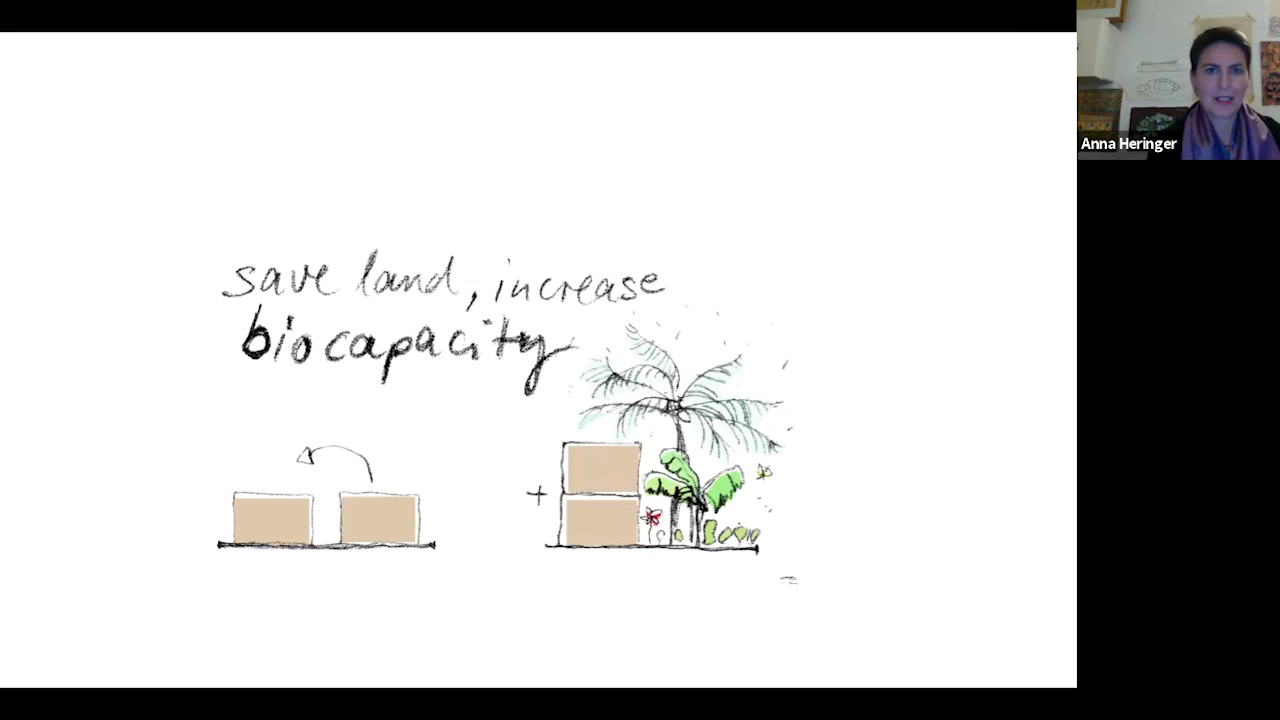 save land, increase
biocapacity
+
=
Anna Heringer